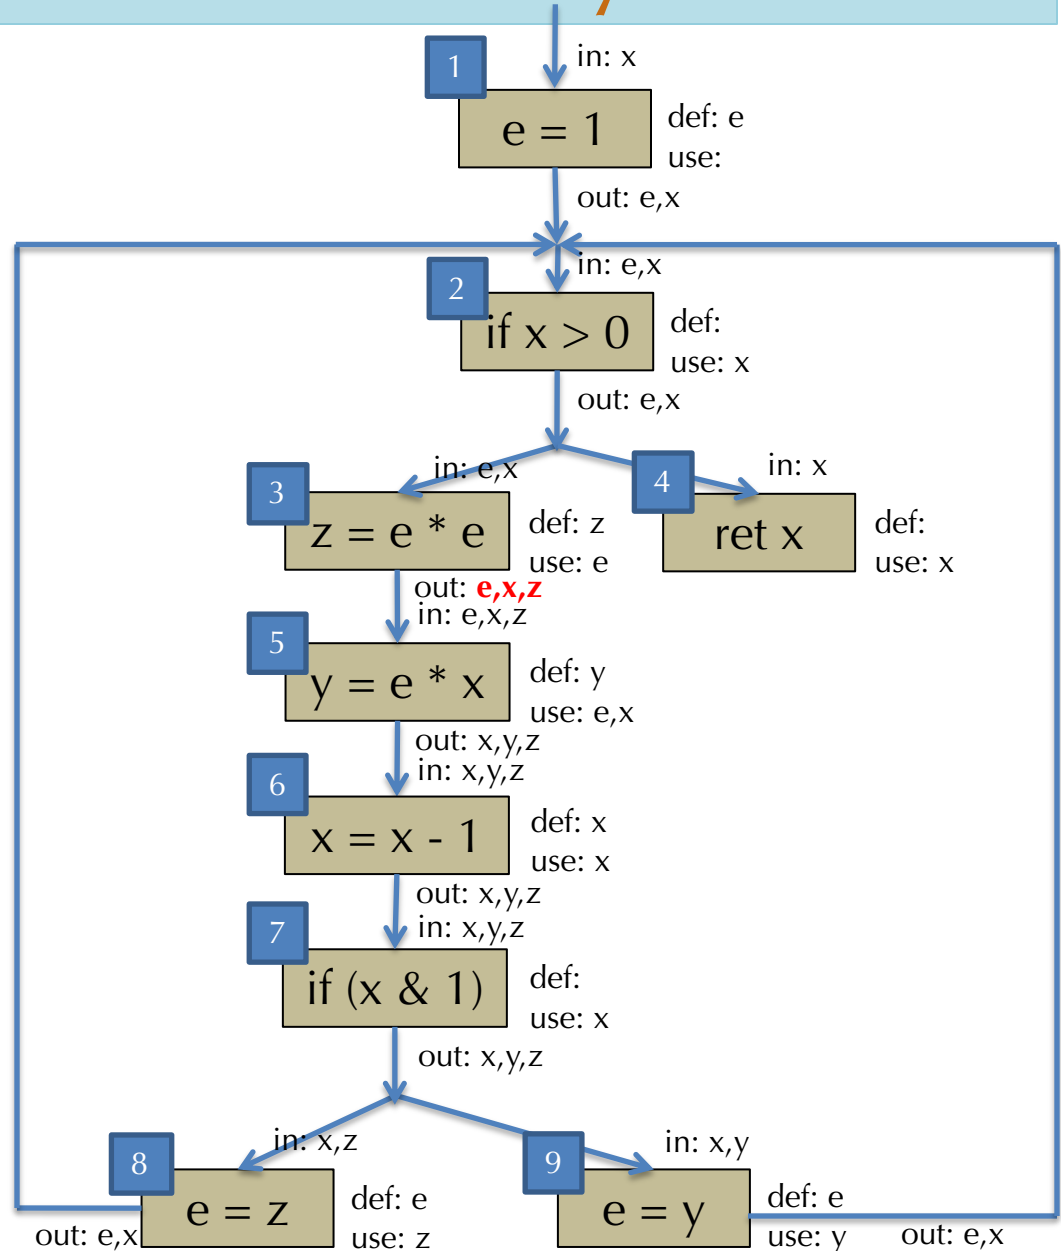 in: x
1
e = 1
def: e
use:
out: e,x
in: e,x
2
if x > 0
def:
use: x
out: e,x
in: e,x
3
z = e * e
def: z
use: e
out: e,x,z
in: x
4
ret x
def:
use: x
in: e,x,z
5
y = e * x
def: y
use: e,x
out: x,y,z
in: x,y,z
6
x = x - 1
def: x
use: x
out: x,y,z
in: x,y,z
7
if (x & 1)
def:
use: x
out: x,y,z
in: x,z
8
e = z
def: e
use: z
out: e,x
in: x,y
9
e = y
def: e
use: y
out: e,x